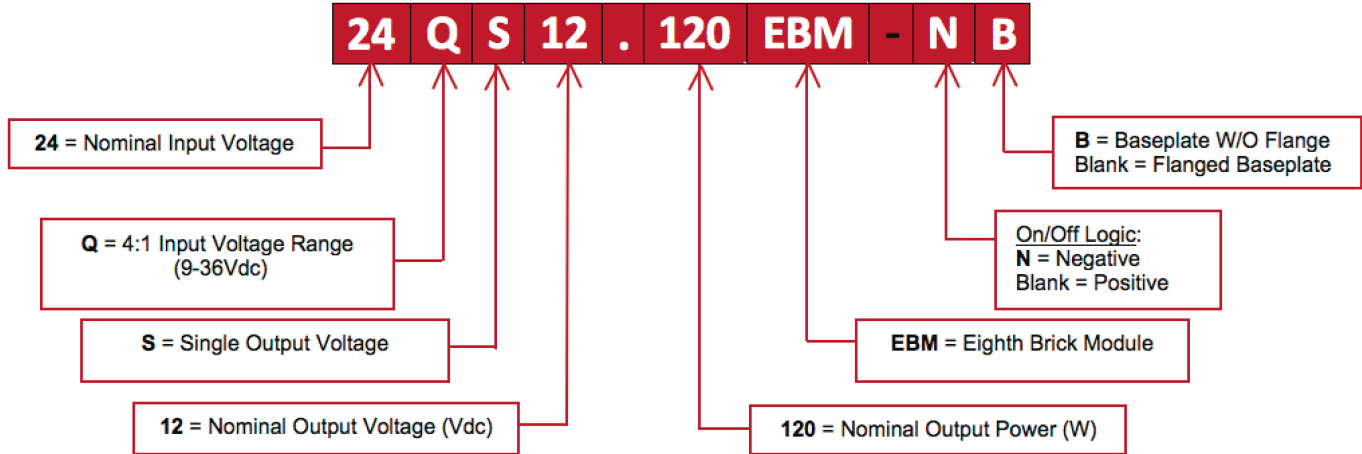 24 Q S 12 . 120 EBM - N B
24 = Nominal Input Voltage
B = Baseplate W/O Flange
Blank = Flanged Baseplate
Q = 4:1 Input Voltage Range
(9-36Vdc)
On/Off Logic:
N = Negative
Blank = Positive
S = Single Output Voltage
EBM = Eighth Brick Module
12 = Nominal Output Voltage (Vdc)
120 = Nominal Output Power (W)